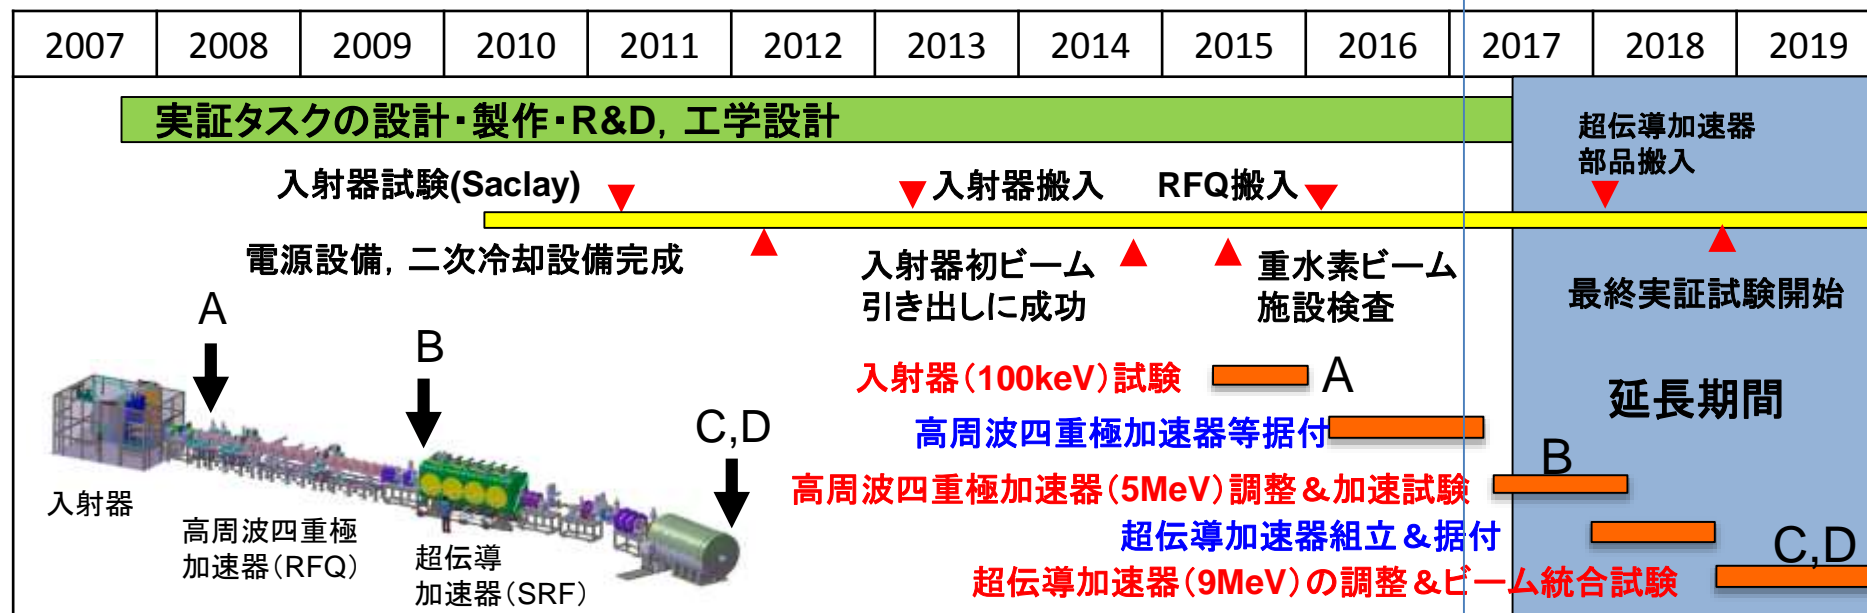 2007 2008 2009 2010 2011 2012 2013 2014 2015 2016 2017 2018 2019
実証タスクの設計・製作・R&D, 工学設計
超伝導加速器
部品搬入
入射器試験(Saclay)
入射器搬入
RFQ搬入
電源設備, 二次冷却設備完成
入射器初ビーム
引き出しに成功
重水素ビーム
施設検査
最終実証試験開始
A
B
C,D
入射器(100keV)試験
A
延長期間
高周波四重極加速器等据付
B
高周波四重極加速器(5MeV)調整&加速試験
超伝導加速器組立&据付
C,D
超伝導加速器(9MeV)の調整&ビーム統合試験
入射器
高周波四重極
加速器(RFQ)
超伝導
加速器(SRF)